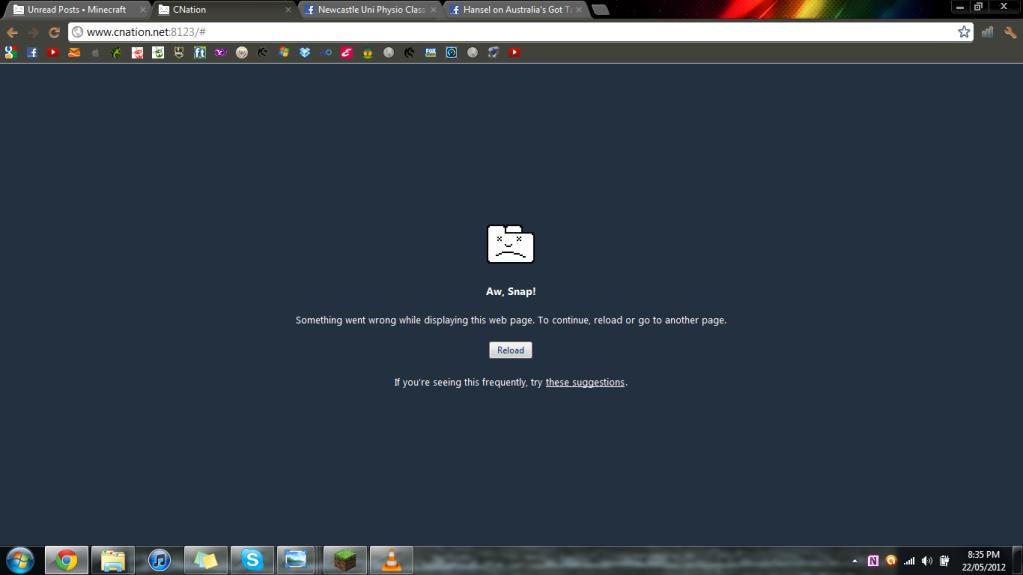 Unread Posts • Minecraft
CNation
Newcastle Uni Physio Class
Hansel on Australia's Got T
www.cnation.net:8123/#
Aw, Snap!
Something went wrong while displaying this web page. To continue, reload or go to another page.
Reload
If you're seeing this frequently, try these suggestions.
8:35 PM
22/05/2012